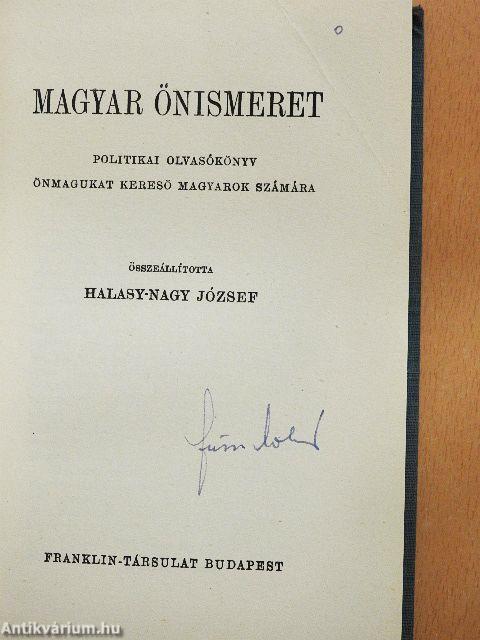 MAGYAR ÖNISMERET
POLITIKAI OLVASÓKÖNYV
ÖNMAGUKAT KERESŐ MAGYAROK SZÁMÁRA
ÖSSZEÁLLÍTOTTA
HALASY-NAGY JÓZSEF
FRANKLIN-TÁRSULAT BUDAPEST
Antikvárium.hu